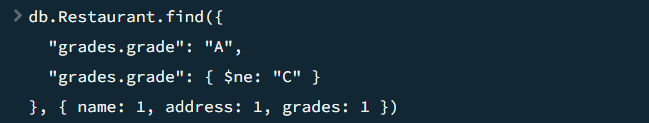 > db.Restaurant.find({
"grades.grade": "A",
"grades.grade": { $ne: "C" }
}, { name: 1, address: 1, grades: 1 })